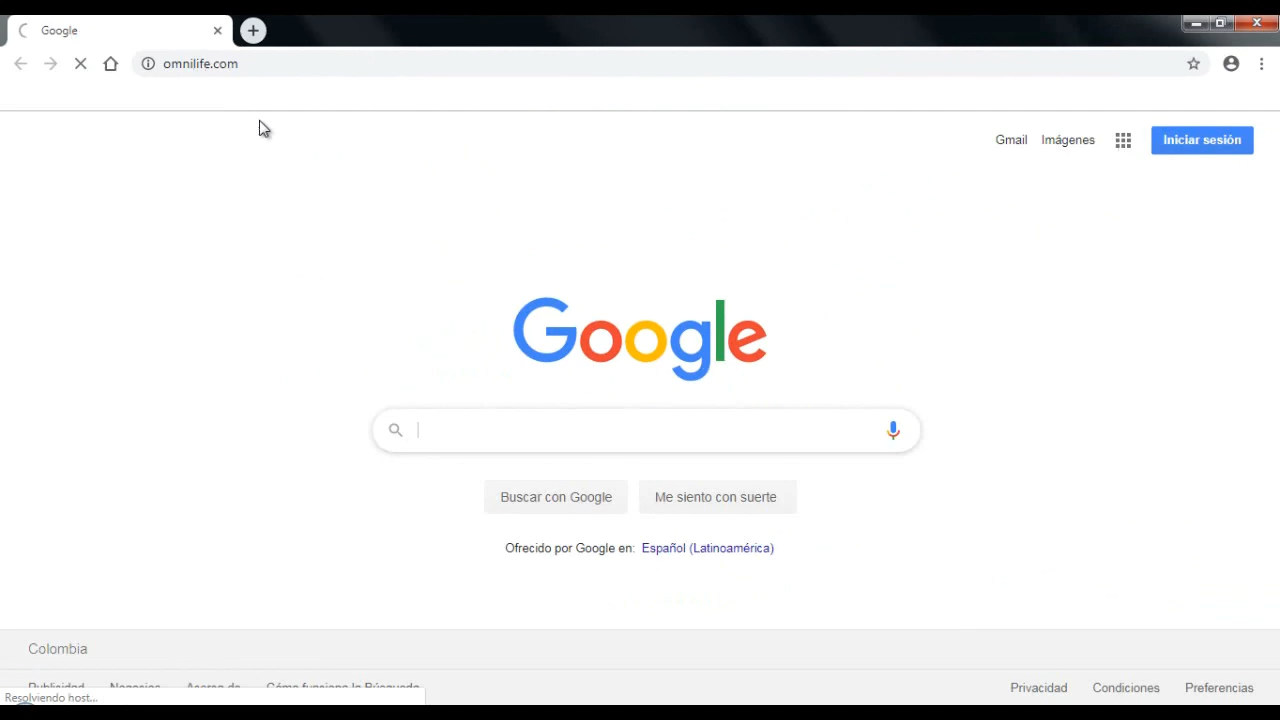 Google
omnilife.com
Gmail Imágenes Iniciar sesión
Google
Buscar con Google Me siento con suerte
Ofrecido por Google en: Español (Latinoamérica)
Colombia
Publicidad Negocios Acerca de Cómo funciona la Búsqueda
Privacidad Condiciones Preferencias
Resolviendo host...